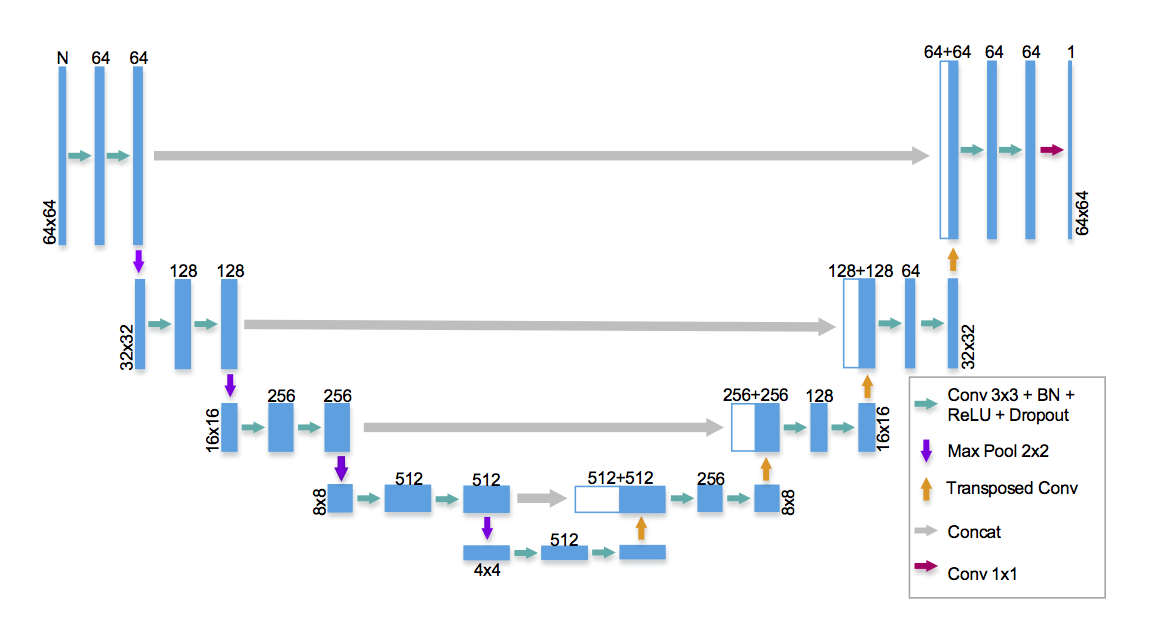 N
64
64
64+64
64
64
1
64x64
64x64
128
128
128+128
64
32x32
32x32
256
256
256+256
128
16x16
16x16
512
512
512+512
256
8x8
8x8
512
4x4
Conv 3x3 + BN +
ReLU + Dropout
Max Pool 2x2
Transposed Conv
Concat
Conv 1x1